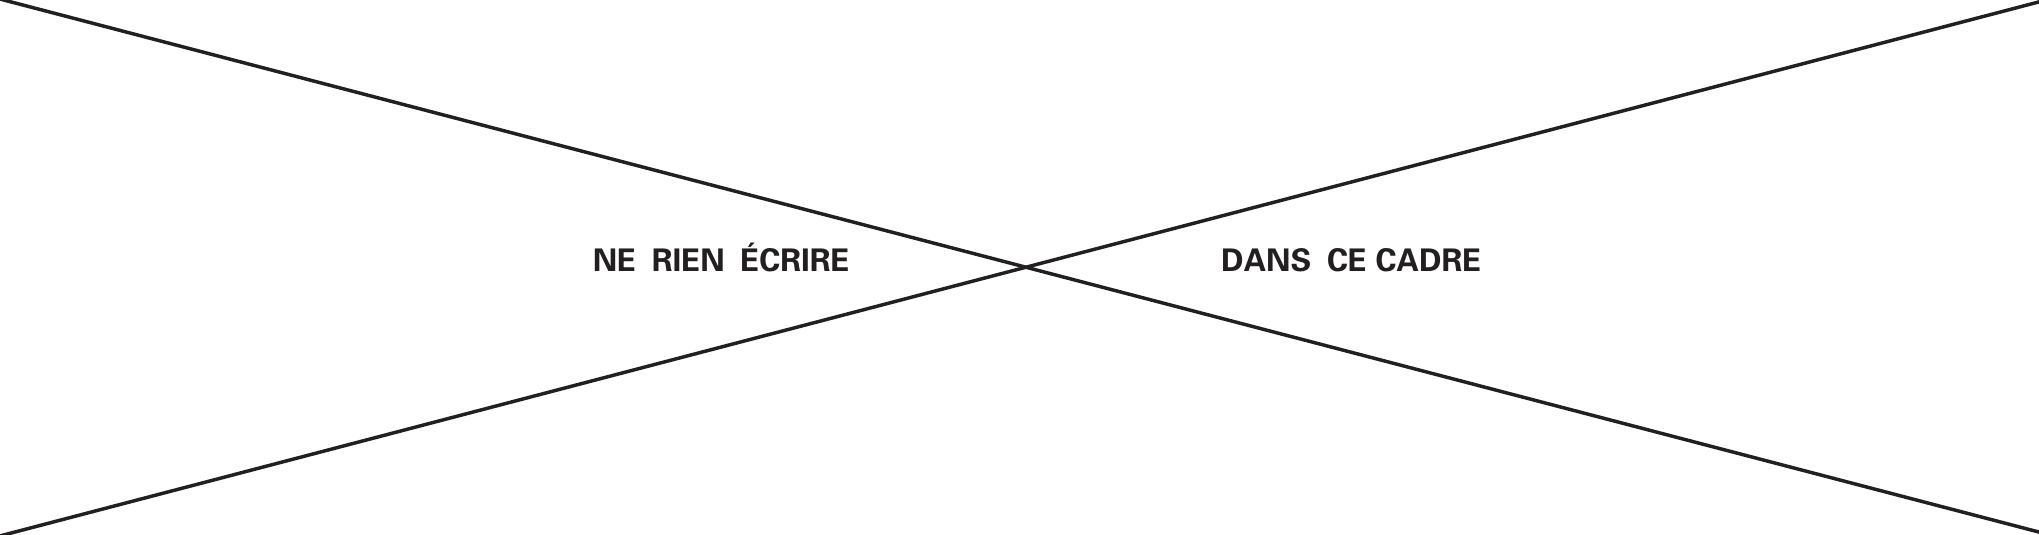 NE RIEN ÉCRIRE DANS CE CADRE